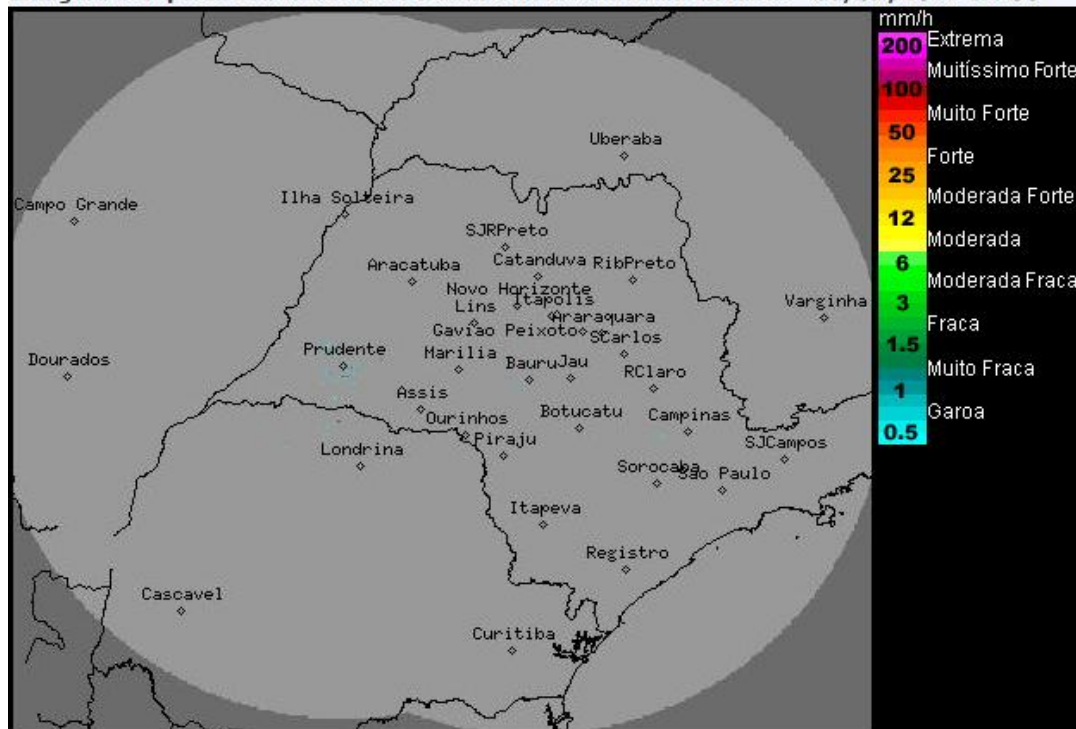 mm/h
200 Extrema
Muitíssimo Forte
100
Muito Forte
50
Forte
25
Moderada Forte
12
Moderada
6
Moderada Fraca
3
Fraca
1.5
Muito Fraca
1
Garoa
0.5
Uberaba
Campo Grande
Ilha Solteira
SJRPreto
Catanduva
RibPreto
Aracatuba
Novo Horizonte
Itapolis
Lins
Araraquara
Varginha
Gaviao Peixoto
SCarlos
Prudente
Marilia
Bauru
Jau
Dourados
RClaro
Assis
Ourinhos
Botucatu
Campinas
Londrina
Piraju
SJCampos
Sorocaba
Sao Paulo
Itapeva
Registro
Cascavel
Curitiba